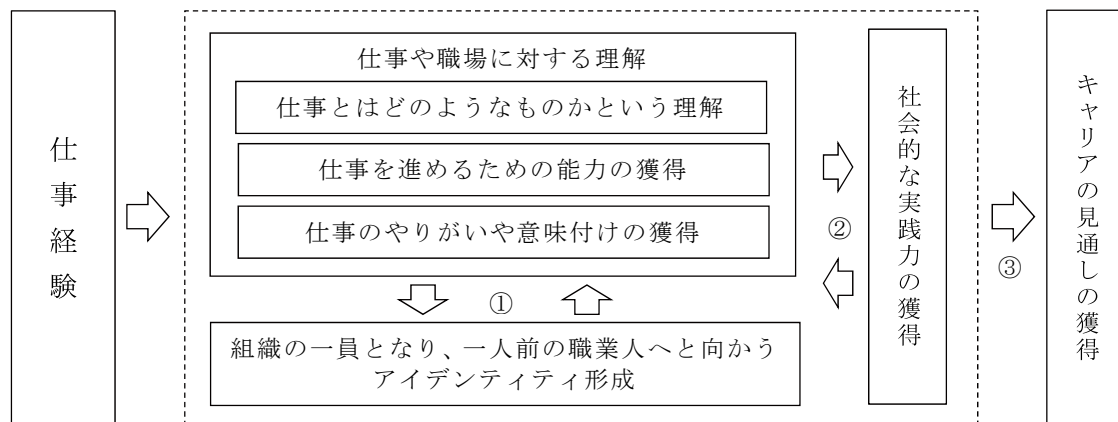 仕事経験
仕事や職場に対する理解
仕事とはどのようなものかという理解
仕事を進めるための能力の獲得
仕事のやりがいや意味付けの獲得
①
組織の一員となり、一人前の職業人へと向かう
アイデンティティ形成
②
社会的な実践力の獲得
③
キャリアの見通しの獲得